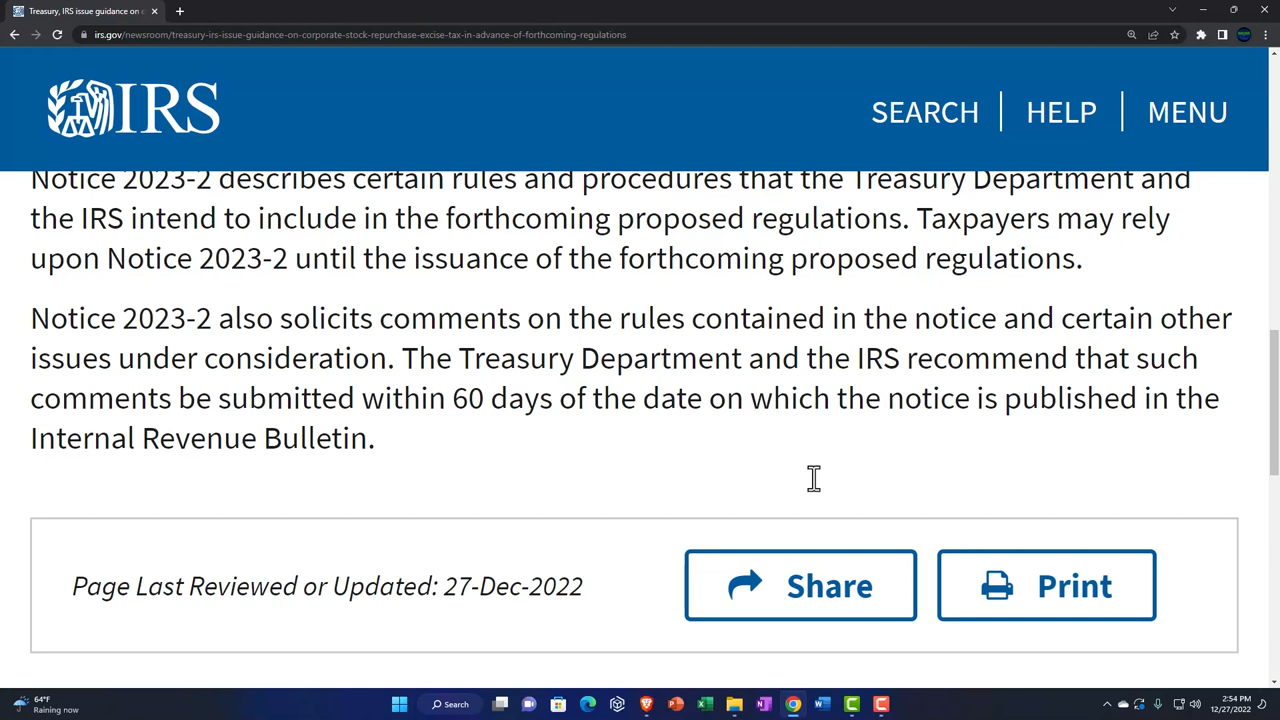 Treasury, IRS issue guidance on c
irs.gov/newsroom/treasury-irs-issue-guidance-on-corporate-stock-repurchase-excise-tax-in-advance-of-forthcoming-regulations
IRS
SEARCH HELP MENU
Notice 2023-2 describes certain rules and procedures that the Treasury Department and
the IRS intend to include in the forthcoming proposed regulations. Taxpayers may rely
upon Notice 2023-2 until the issuance of the forthcoming proposed regulations.
Notice 2023-2 also solicits comments on the rules contained in the notice and certain other
issues under consideration. The Treasury Department and the IRS recommend that such
comments be submitted within 60 days of the date on which the notice is published in the
Internal Revenue Bulletin.
Page Last Reviewed or Updated: 27-Dec-2022
Share
Print
64°F
Raining now
Search
2:54 PM
12/27/2022